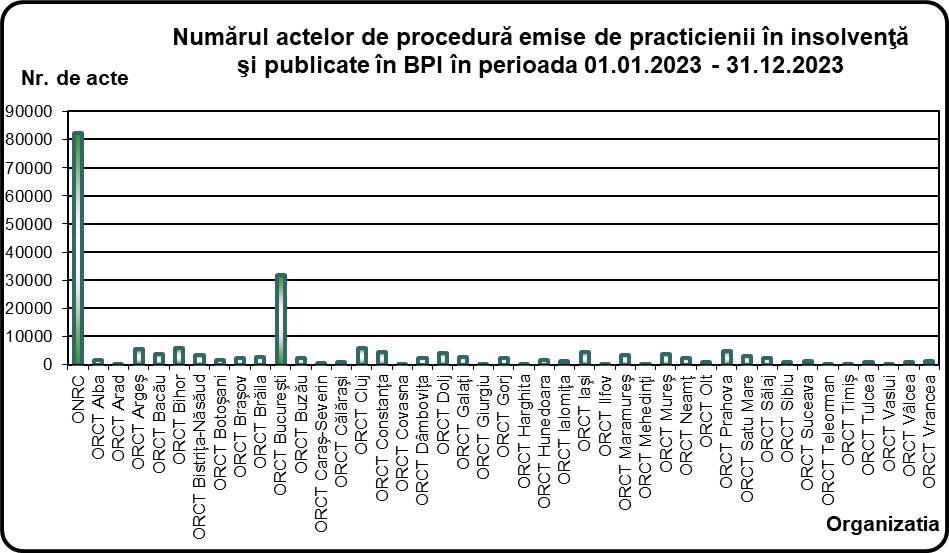 Numărul actelor de procedură emise de practicienii în insolvenţă
şi publicate în BPI în perioada 01.01.2023 - 31.12.2023
Nr. de acte
90000
80000
70000
60000
50000
40000
30000
20000
10000
0
ONRC
ORCT Alba
ORCT Arad
ORCT Argeş
ORCT Bacău
ORCT Bihor
ORCT Bistriţa-Năsăud
ORCT Botoşani
ORCT Braşov
ORCT Brăila
ORCT Bucureşti
ORCT Buzău
ORCT Caraş-Severin
ORCT Călăraşi
ORCT Cluj
ORCT Constanţa
ORCT Covasna
ORCT Dâmboviţa
ORCT Dolj
ORCT Galaţi
ORCT Giurgiu
ORCT Gorj
ORCT Harghita
ORCT Hunedoara
ORCT Ialomiţa
ORCT Iaşi
ORCT Ilfov
ORCT Maramureş
ORCT Mehedinţi
ORCT Mureş
ORCT Neamţ
ORCT Olt
ORCT Prahova
ORCT Satu Mare
ORCT Sălaj
ORCT Sibiu
ORCT Suceava
ORCT Teleorman
ORCT Timiş
ORCT Tulcea
ORCT Vaslui
ORCT Vâlcea
ORCT Vrancea
Organizatia